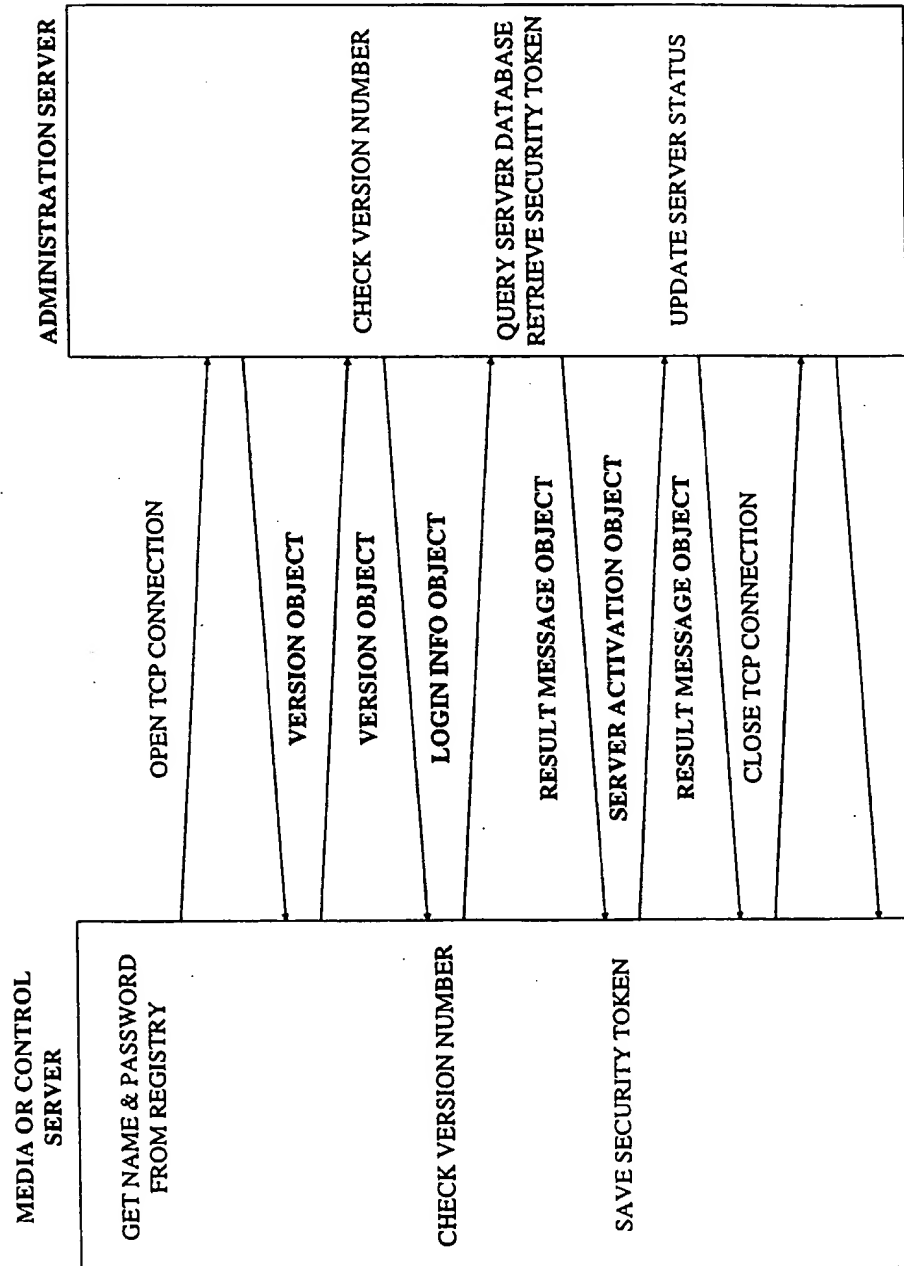 MEDIA OR CONTROL
SERVER
GET NAME & PASSWORD
FROM REGISTRY
CHECK VERSION NUMBER
SAVE SECURITY TOKEN
OPEN TCP CONNECTION
VERSION OBJECT
VERSION OBJECT
LOGIN INFO OBJECT
RESULT MESSAGE OBJECT
SERVER ACTIVATION OBJECT
RESULT MESSAGE OBJECT
CLOSE TCP CONNECTION
ADMINISTRATION SERVER
CHECK VERSION NUMBER
QUERY SERVER DATABASE
RETRIEVE SECURITY TOKEN
UPDATE SERVER STATUS